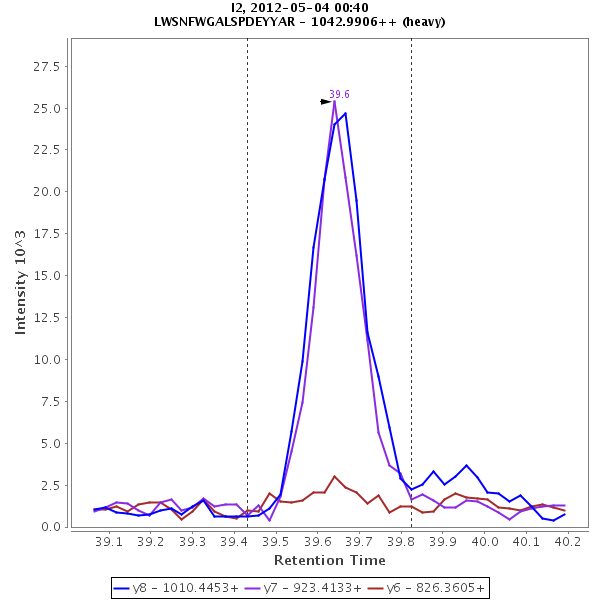 I2, 2012-05-04 00:40
LWSNFWGALSPDEYYAR - 1042.9906++ (heavy)
39.6
27.5
25.0
22.5
20.0
17.5
15.0
12.5
10.0
7.5
5.0
2.5
0.0
Intensity 10^3
39.1 39.2 39.3 39.4 39.5 39.6 39.7 39.8 39.9 40.0 40.1 40.2
Retention Time
y8 - 1010.4453+ y7 - 923.4133+ y6 - 826.3605+